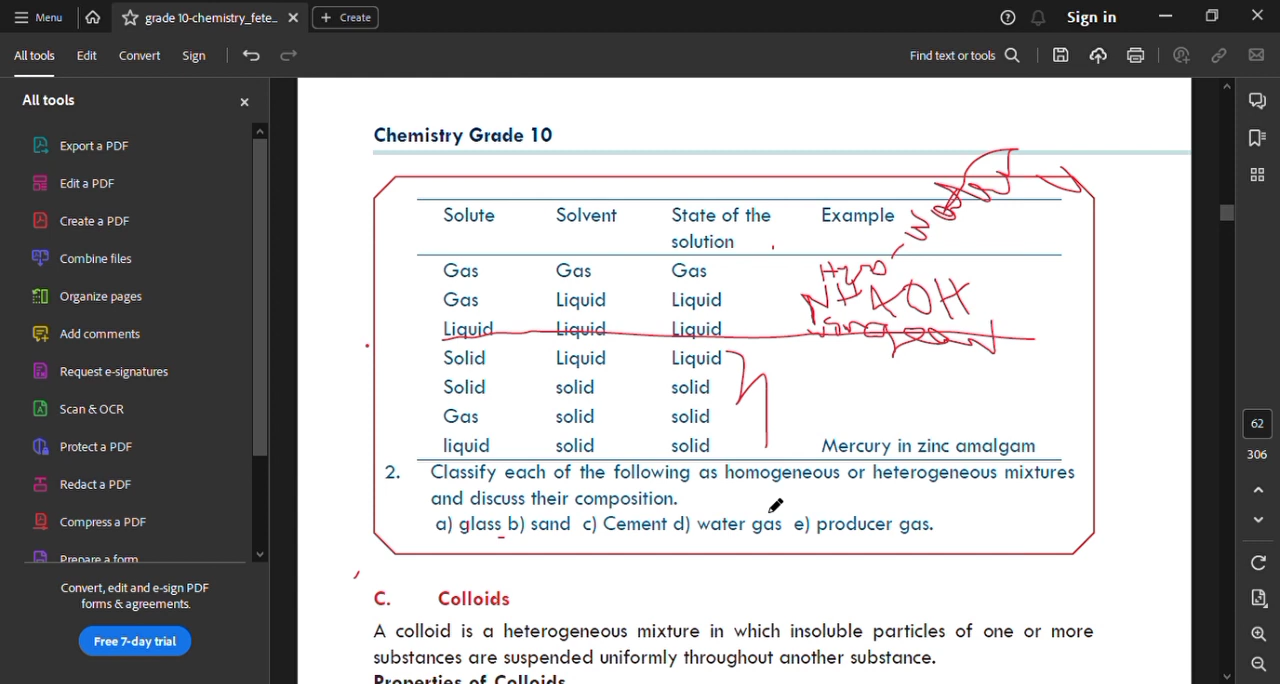 Menu
grade 10-chemistry_fete...
Create
Sign in
All tools
Edit
Convert
Sign
Find text or tools
All tools
Export a PDF
Edit a PDF
Create a PDF
Combine files
Organize pages
Add comments
Request e-signatures
Scan & OCR
Protect a PDF
Redact a PDF
Compress a PDF
Prepare a form
Convert, edit and e-sign PDF
forms & agreements.
Free 7-day trial
Chemistry Grade 10
Solute Solvent State of the solution Example
Gas Gas Gas
Gas Liquid Liquid NH4OH
Liquid Liquid Liquid
Solid Liquid Liquid
Solid solid solid
Gas solid solid
liquid solid solid Mercury in zinc amalgam
2. Classify each of the following as homogeneous or heterogeneous mixtures
and discuss their composition.
a) glass b) sand c) Cement d) water gas e) producer gas.
C. Colloids
A colloid is a heterogeneous mixture in which insoluble particles of one or more
substances are suspended uniformly throughout another substance.
Properties of Colloids
62
306